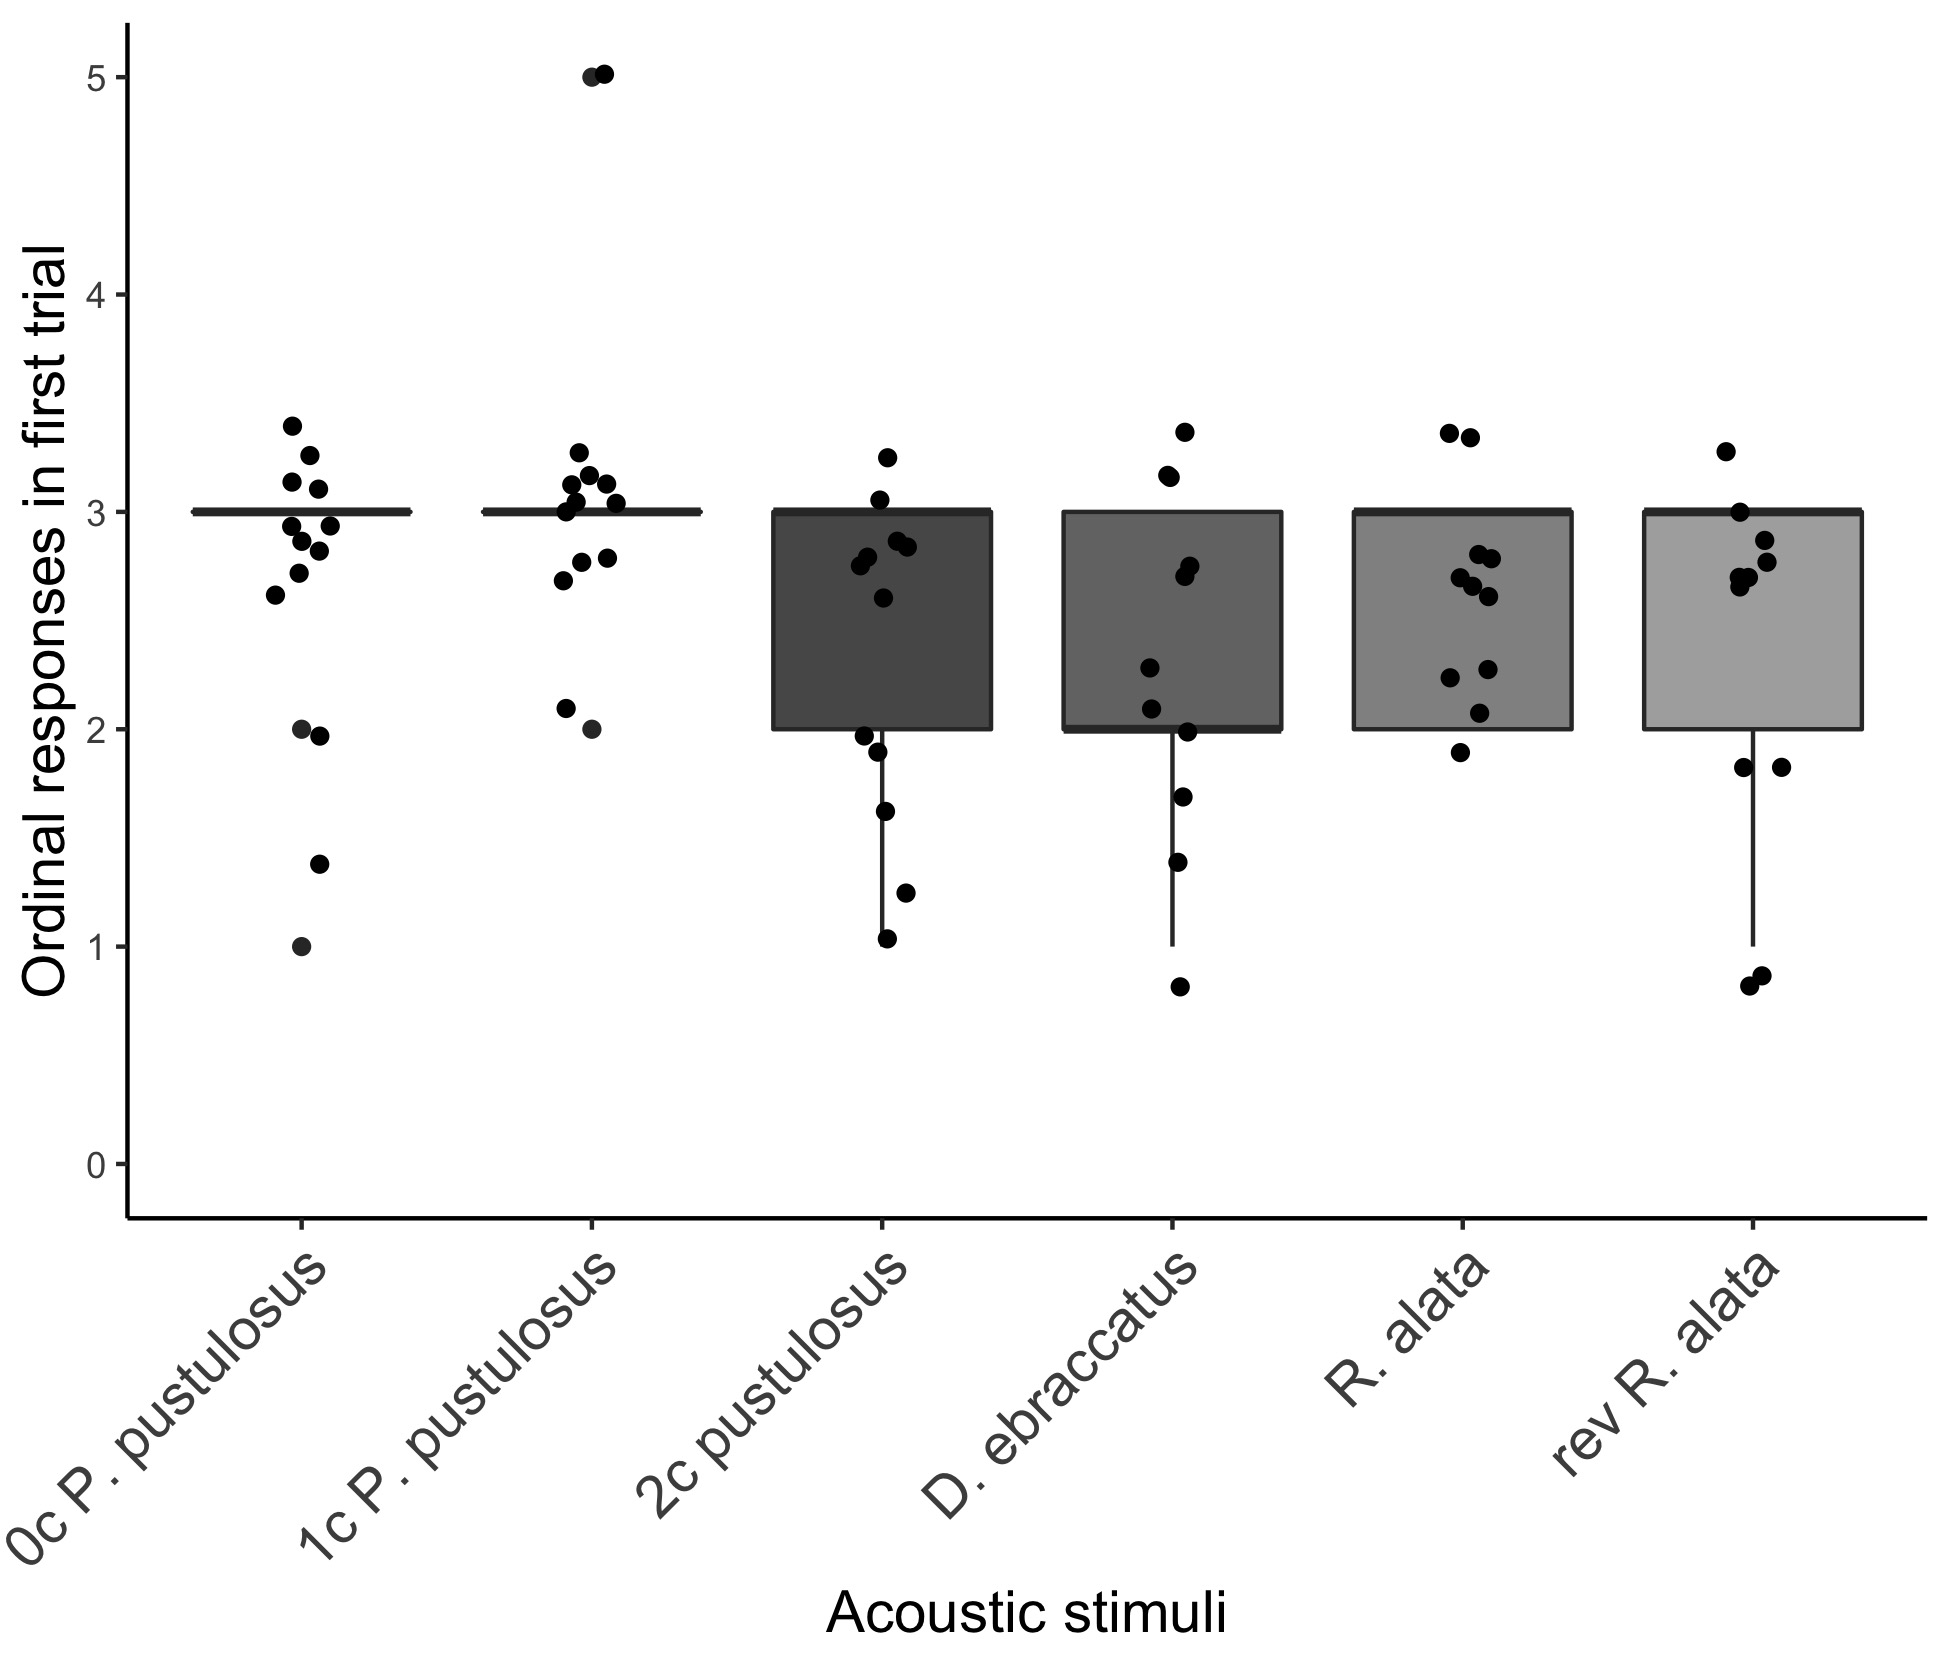 Ordinal responses in first trial
5
4
3
2
1
0
0c P. pustulosus
1c P. pustulosus
2c pustulosus
D. ebraccatus
R. alata
rev R. alata
Acoustic stimuli